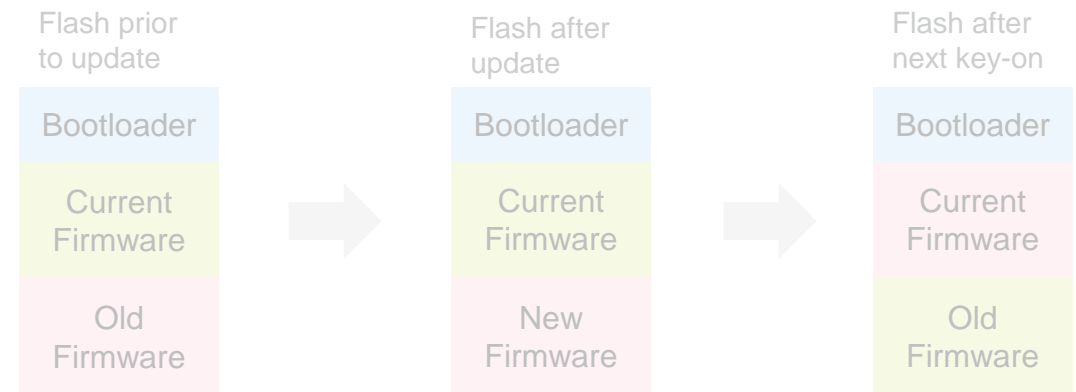 Flash prior
to update
Bootloader
Current
Firmware
Old
Firmware
Flash after
update
Bootloader
Current
Firmware
New
Firmware
Flash after
next key-on
Bootloader
Current
Firmware
Old
Firmware